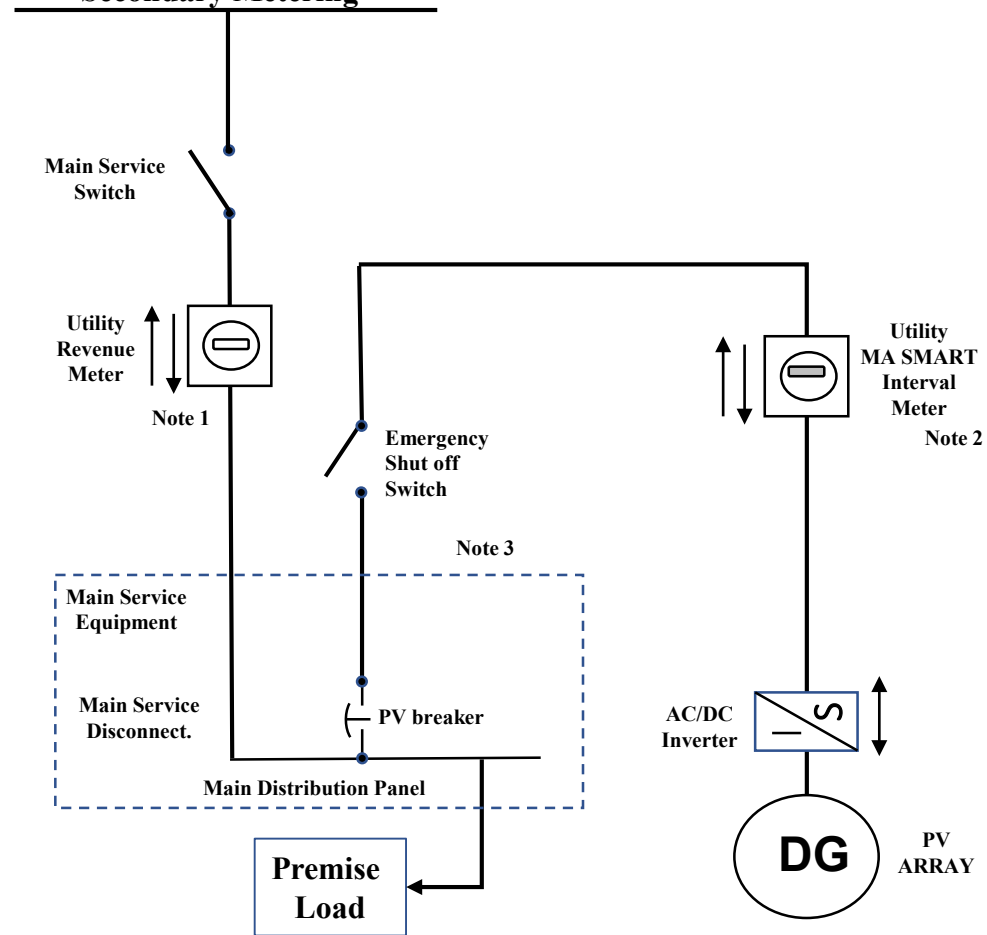 Secondary Metering
Main Service
Switch
Utility
Revenue
Meter
Note 1
Utility
MA SMART
Interval
Meter
Note 2
Emergency
Shut off
Switch
Note 3
Main Service
Equipment
Main Service
Disconnect.
PV breaker
Main Distribution Panel
AC/DC
Inverter
DG
PV
ARRAY
Premise
Load